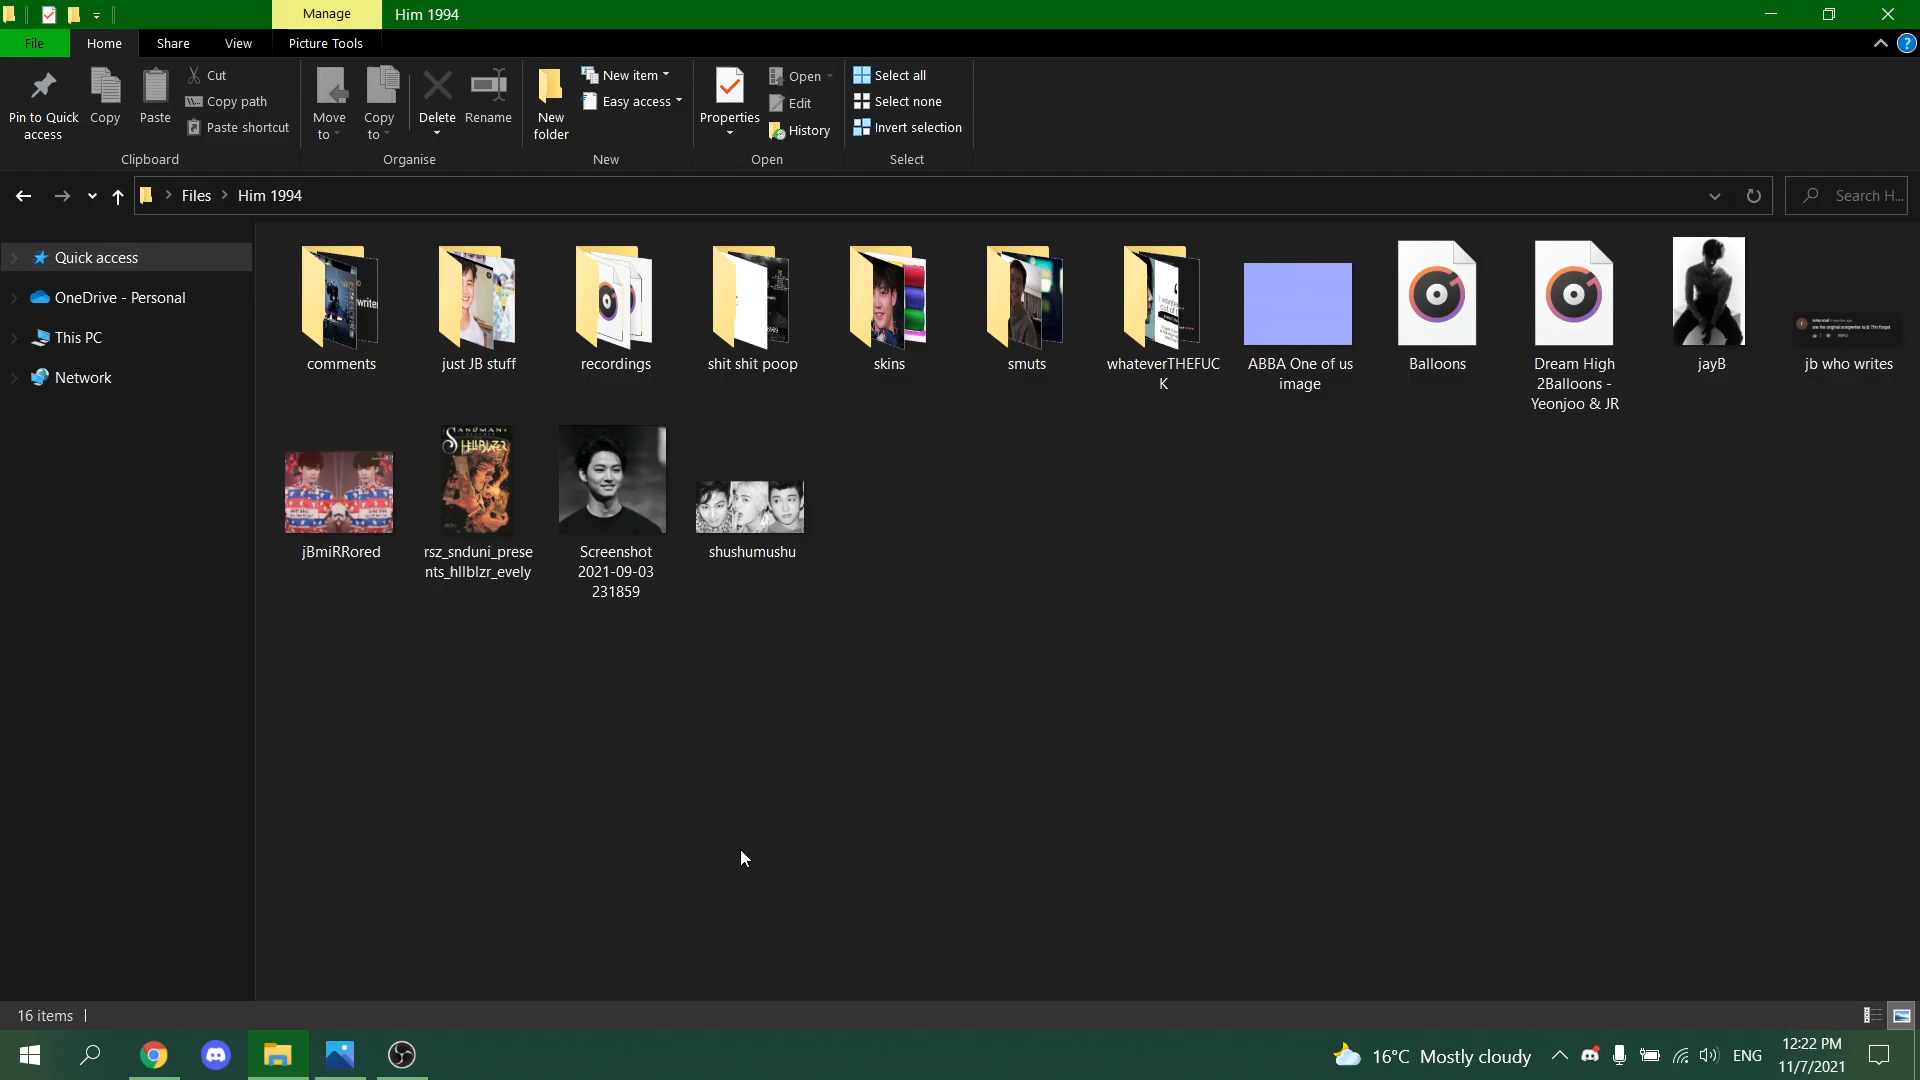 Manage
Him 1994
File
Home
Share
View
Picture Tools
Pin to Quick
access
Copy
Paste
Cut
Copy path
Paste shortcut
Clipboard
Move
to
Copy
to
Delete
Rename
Organise
New
folder
New item
Easy access
New
Properties
Open
Edit
History
Open
Select all
Select none
Invert selection
Select
Files
Him 1994
Search H...
Quick access
OneDrive - Personal
This PC
Network
comments
just JB stuff
recordings
shit shit poop
skins
smuts
whateverTHEFUC
K
ABBA One of us
image
Balloons
Dream High
2Balloons -
Yeonjoo & JR
jayB
jb who writes
jBmiRRored
SANDMAN
HELLBLAZER
rsz_snduni_prese
nts_hllblzr_evely
Screenshot
2021-09-03
231859
shushumushu
16 items
16°C Mostly cloudy
ENG
12:22 PM
11/7/2021